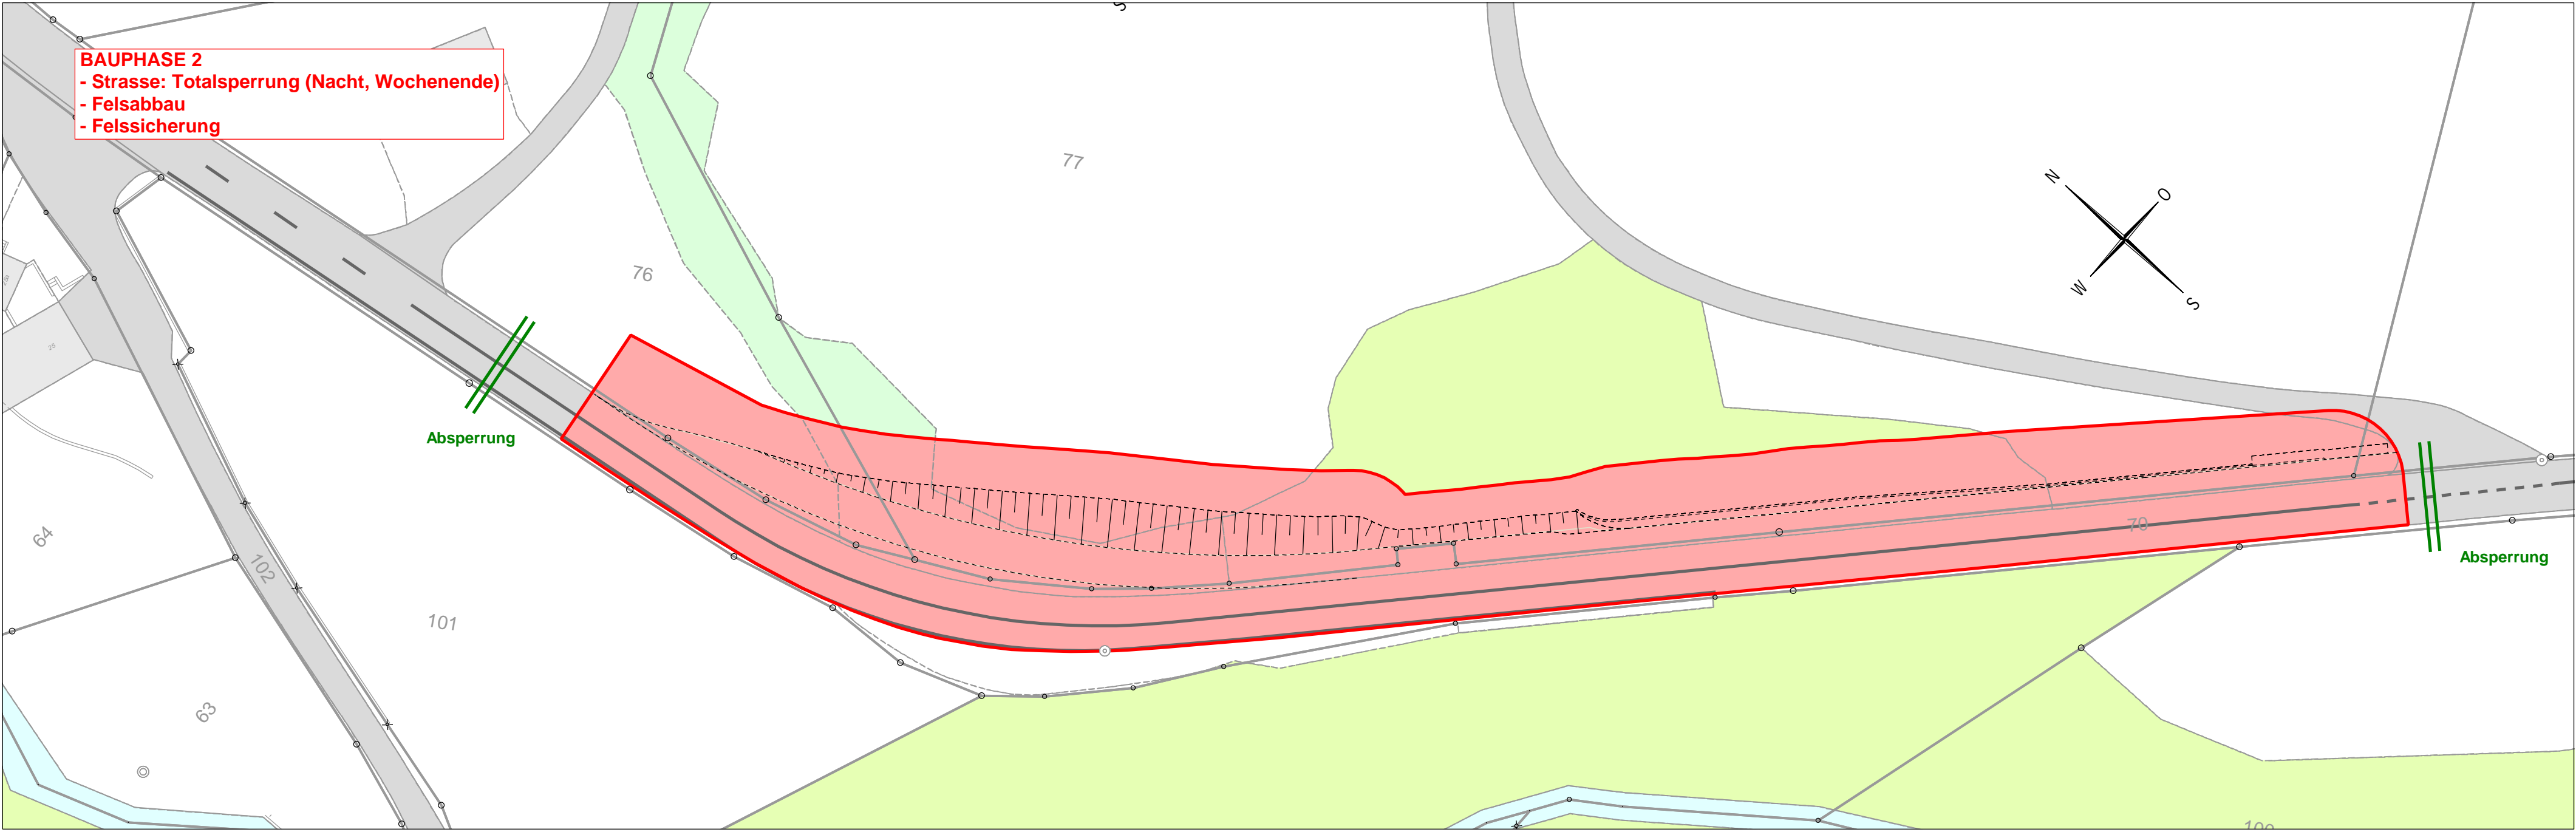 BAUPHASE 2
- Strasse: Totalsperrung (Nacht, Wochenende)
- Felsabbau
- Felssicherung
77
76
N
O
W
S
Absperrung
Absperrung
70
64
102
101
63